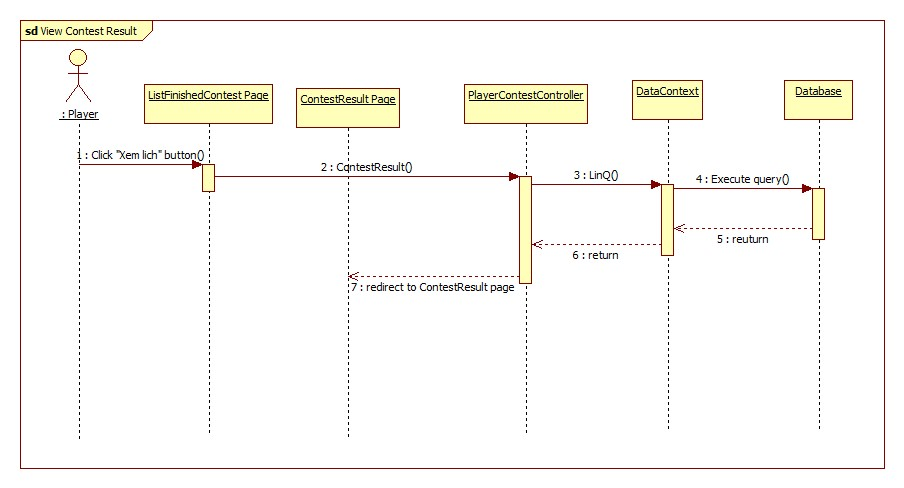 sd View Contest Result
: Player
ListFinishedContest Page
ContestResult Page
PlayerContestController
DataContext
Database
1 : Click "Xem lich" button()
2 : ContestResult()
3 : LinQ()
4 : Execute query()
5 : reuturn
6 : return
7 : redirect to ContestResult page